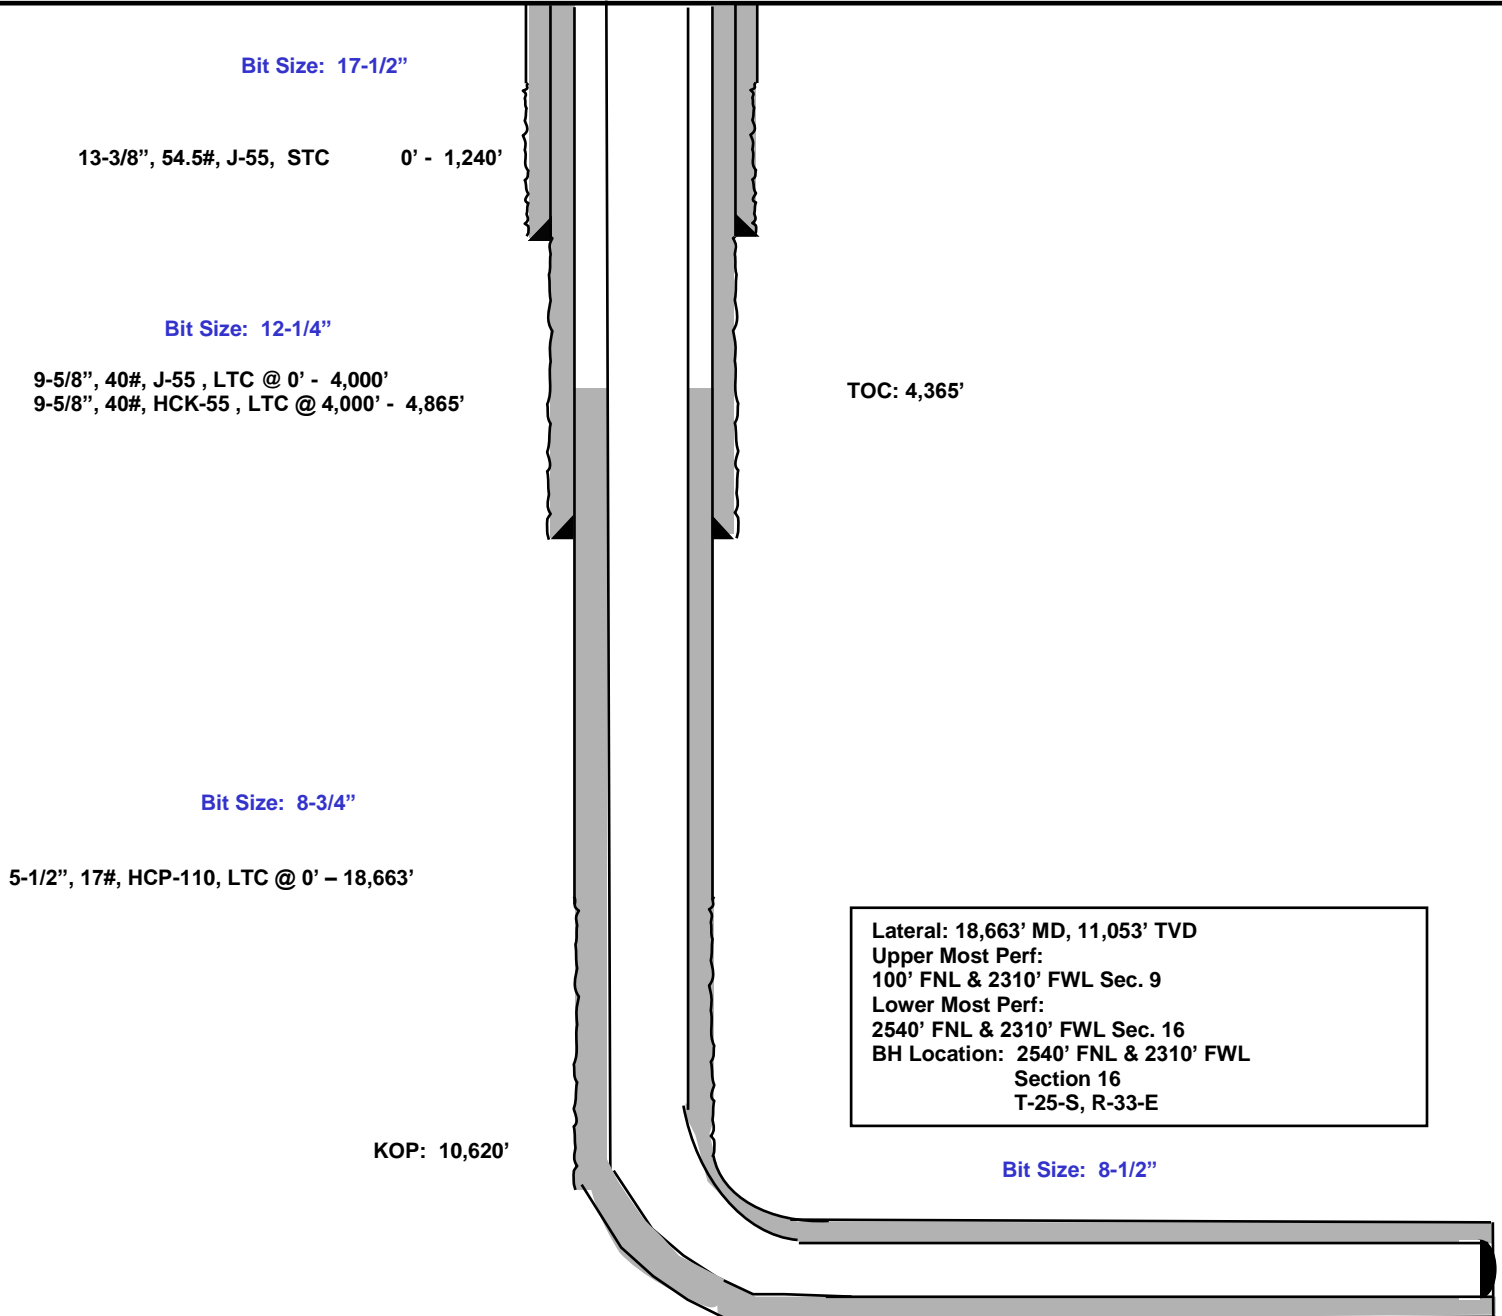 Bit Size:  17-1/2”
13-3/8”, 54.5#, J-55,  STC 0’ -  1,240’
Bit Size:  12-1/4”
9-5/8”, 40#, J-55 , LTC @ 0’ -  4,000’
9-5/8”, 40#, HCK-55 , LTC @ 4,000’ -  4,865’
TOC: 4,365’
Bit Size:  8-3/4”
5-1/2”, 17#, HCP-110, LTC @ 0’ – 18,663’
Lateral: 18,663’ MD, 11,053’ TVD
Upper Most Perf:
100’ FNL & 2310’ FWL Sec. 9
Lower Most Perf:
2540’ FNL & 2310’ FWL Sec. 16
BH Location:  2540’ FNL & 2310’ FWL
Section 16
T-25-S, R-33-E
KOP:  10,620’
Bit Size:  8-1/2”